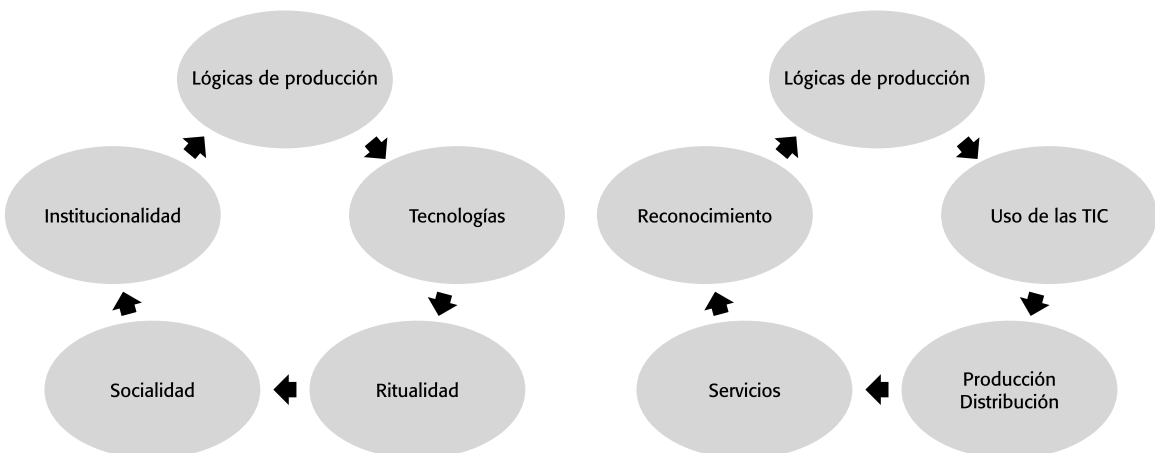 Lógicas de producción
Institucionalidad
Tecnologías
Socialidad
Ritualidad
Lógicas de producción
Reconocimiento
Uso de las TIC
Servicios
Producción
Distribución